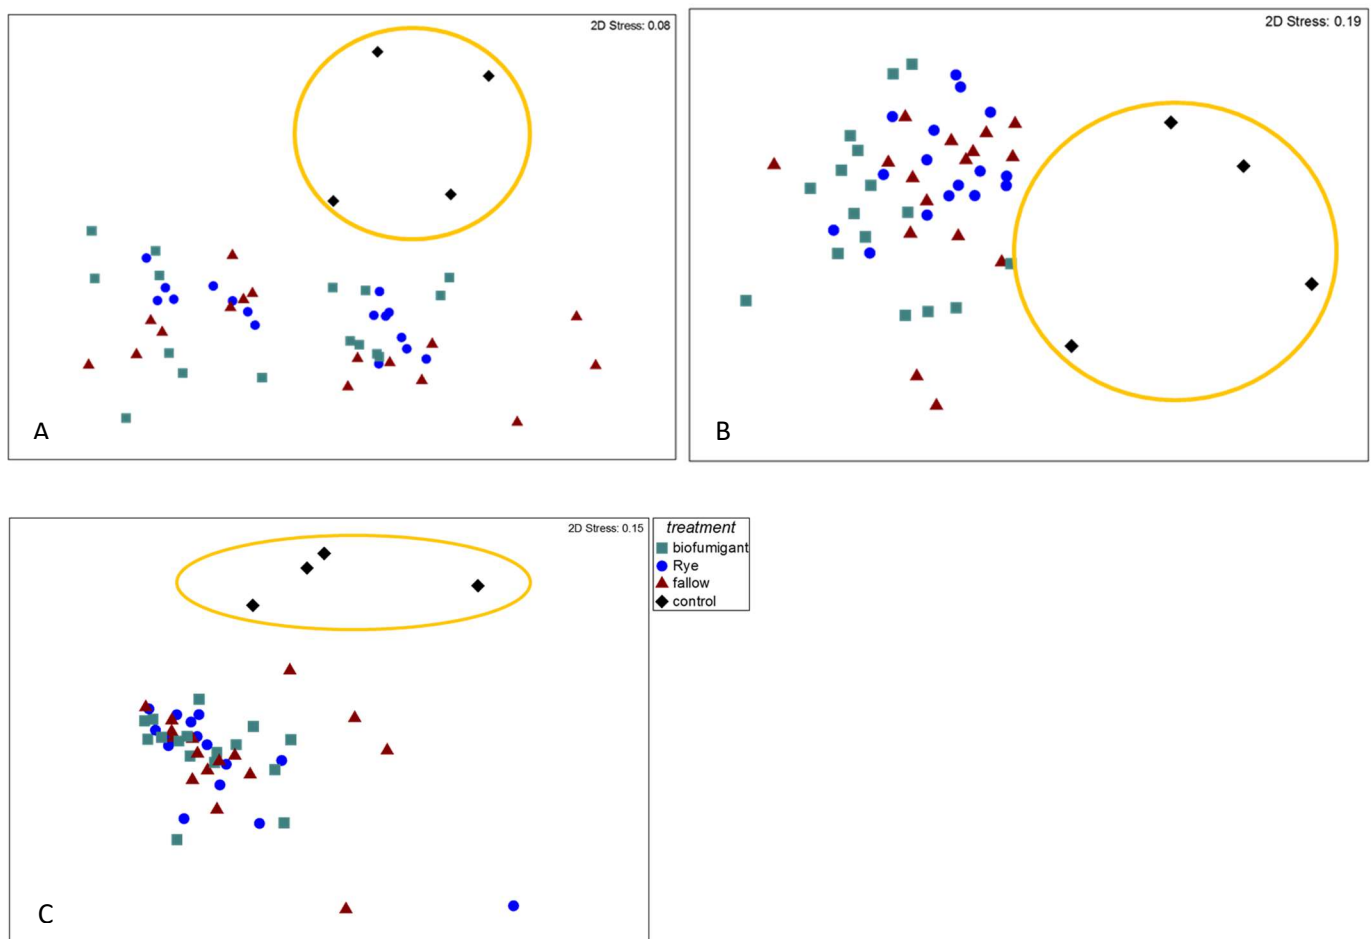 2D Stress: 0.08
A
2D Stress: 0.19
B
2D Stress: 0.15
C
treatment
biofumigant
Rye
fallow
control